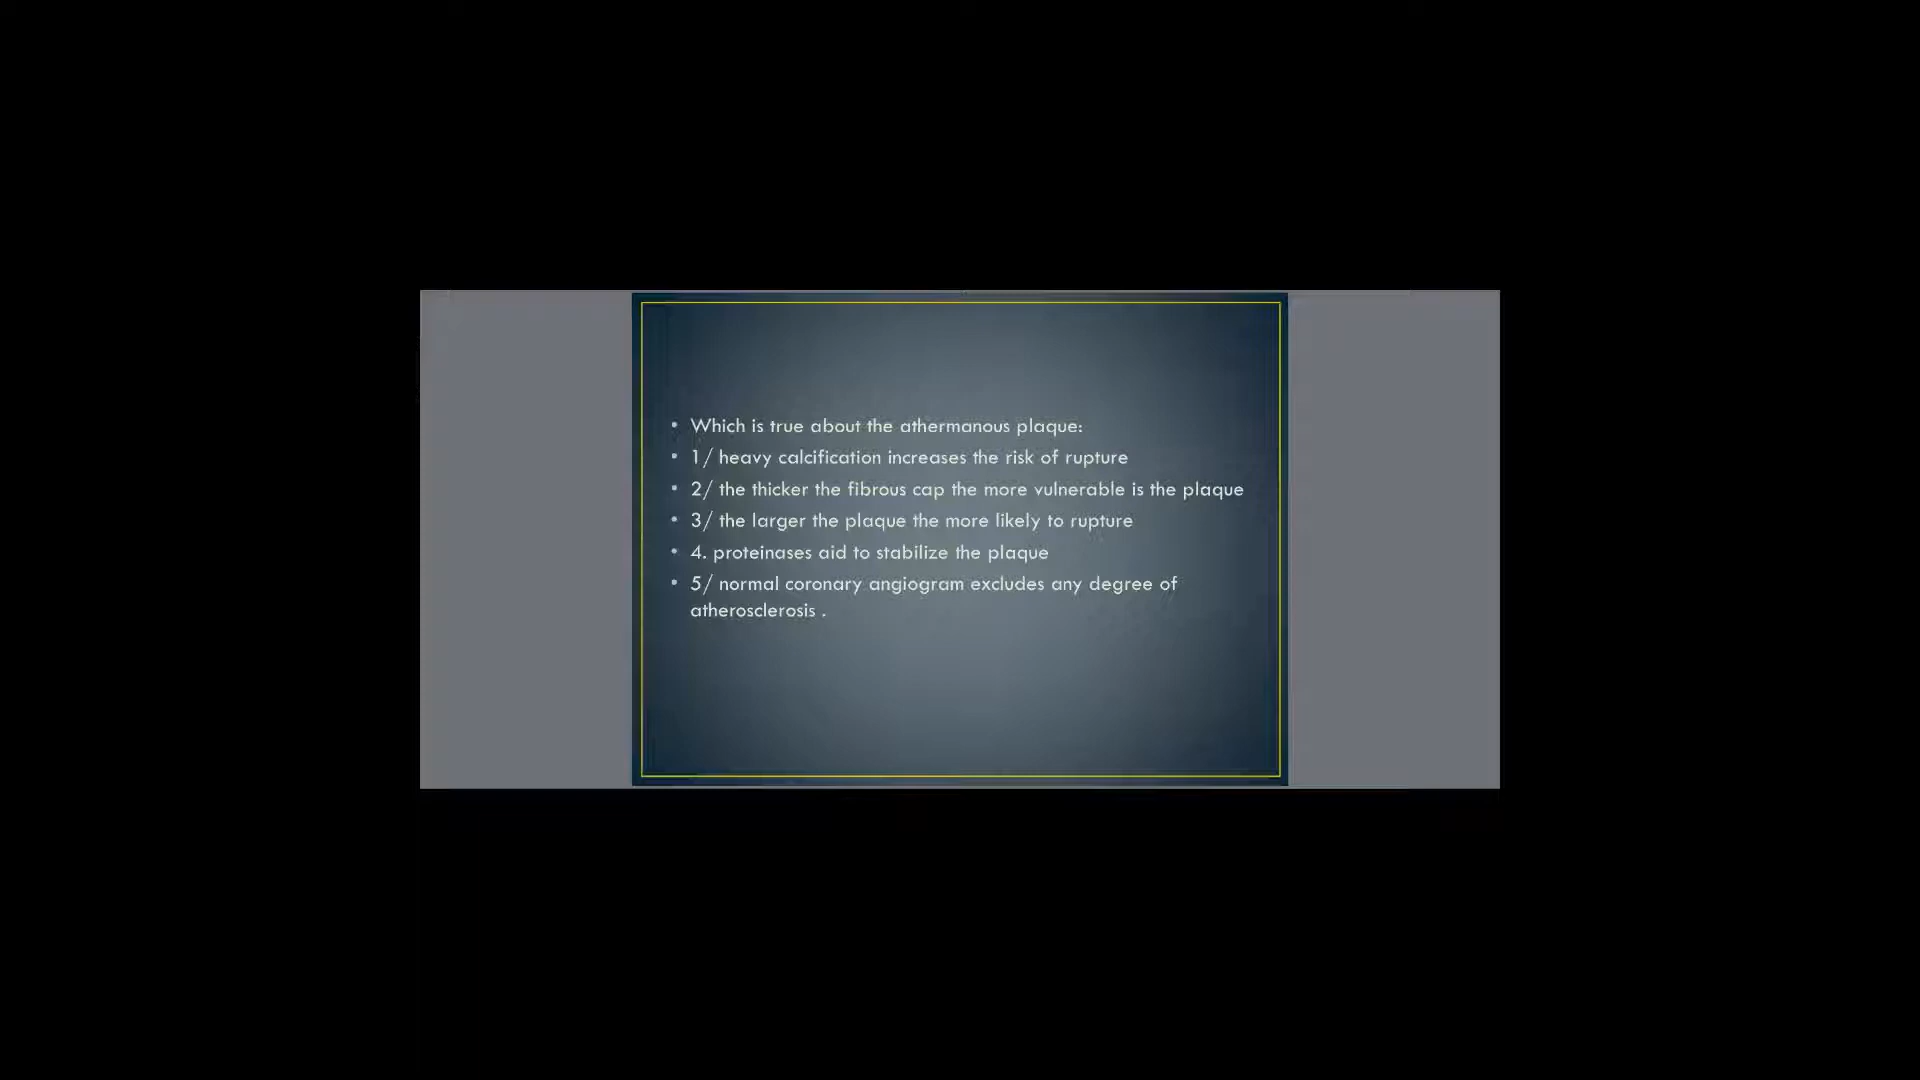 • Which is true about the athermanous plaque:
• 1/ heavy calcification increases the risk of rupture
• 2/ the thicker the fibrous cap the more vulnerable is the plaque
• 3/ the larger the plaque the more likely to rupture
• 4. proteinases aid to stabilize the plaque
• 5/ normal coronary angiogram excludes any degree of
atherosclerosis .